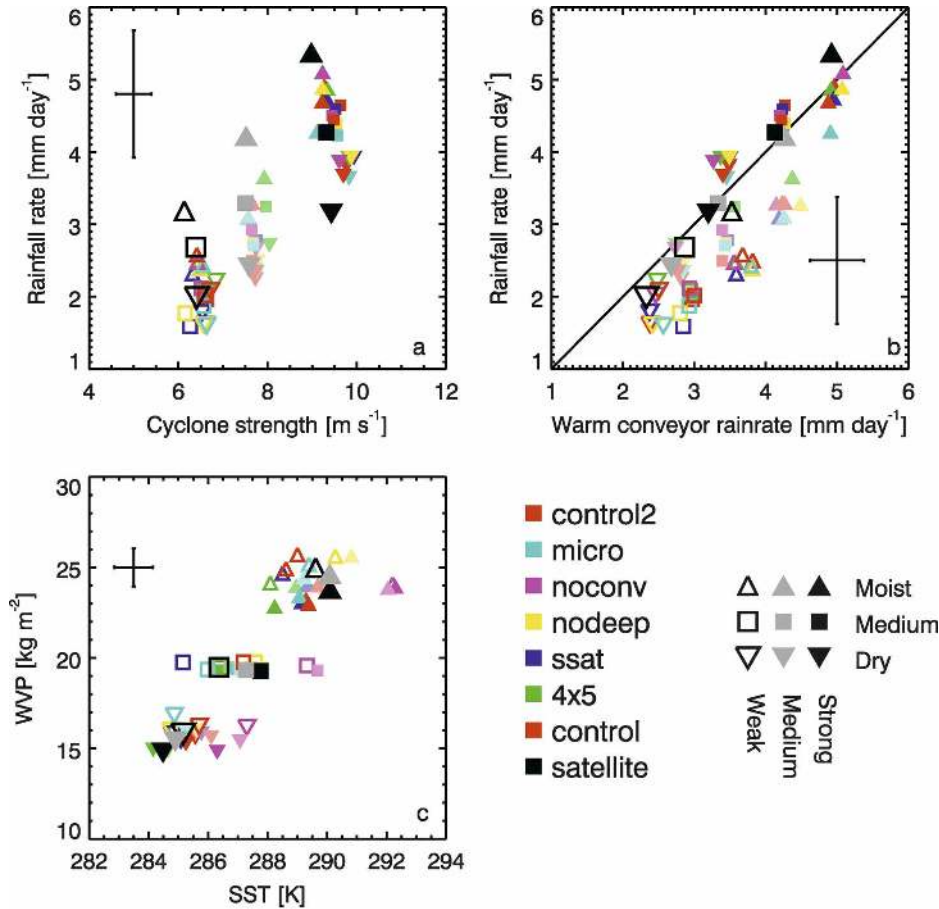 6
5
4
3
2
1
Rainfall rate [mm day-1]
a
4 6 8 10 12
Cyclone strength [m s-1]
6
5
4
3
2
1
Rainfall rate [mm day-1]
b
1 2 3 4 5 6
Warm conveyor rainrate [mm day-1]
30
25
20
15
10
WVP [kg m-2]
c
282 284 286 288 290 292 294
SST [K]
control2
micro
noconv
nodeep
ssat
4x5
control
satellite
Moist
Medium
Dry
Weak
Medium
Strong